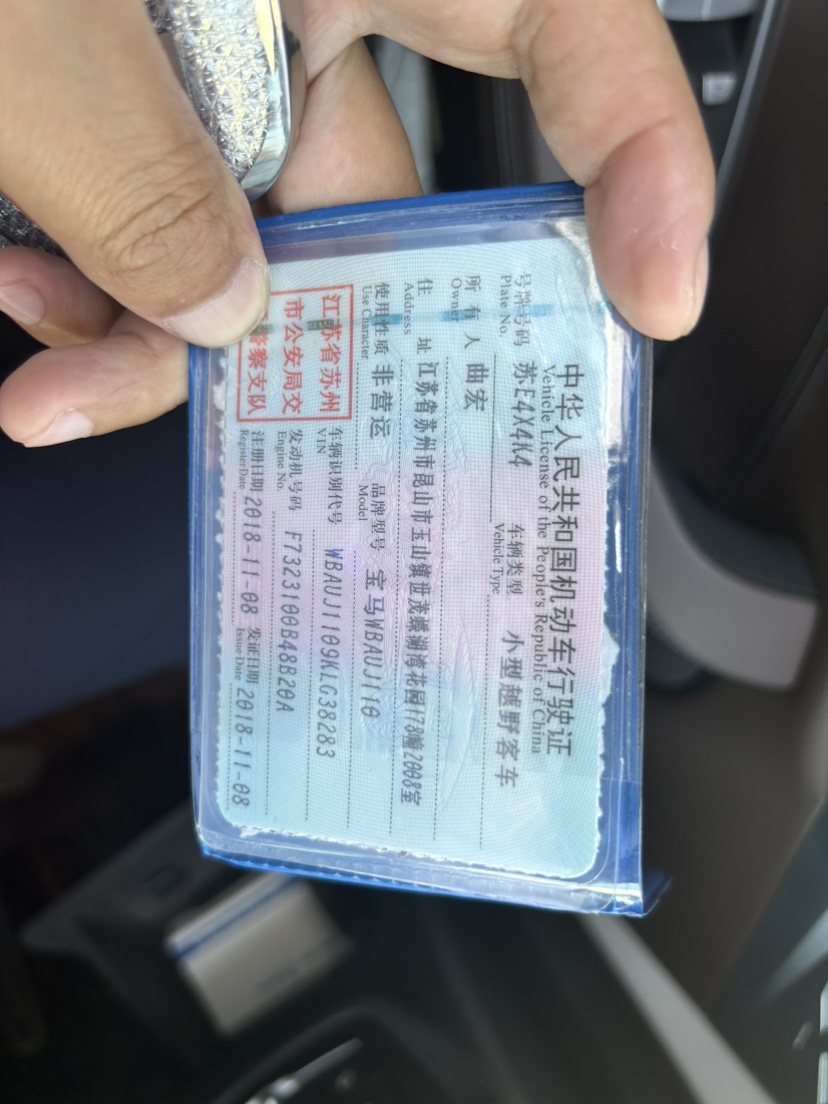 中华人民共和国机动车行驶证
Vehicle License of the People's Republic of China
号牌号码 苏E4X4K4 车辆类型 小型越野客车
Plate No. Vehicle Type
所有人 曲宏
Owner
住址 江苏省苏州市昆山市玉山镇世茂蝶湖湾花园178幢2008室
Address
使用性质 非营运 品牌型号 宝马WBAUJ110
Use Character Model
江苏省苏州
市公安局交
警察支队
车辆识别代号 WBAUJ1109KLG38283
VIN
发动机号码 F7323100B48B20A
Engine No.
注册日期 2018-11-08 发证日期 2018-11-08
Register Date Issue Date